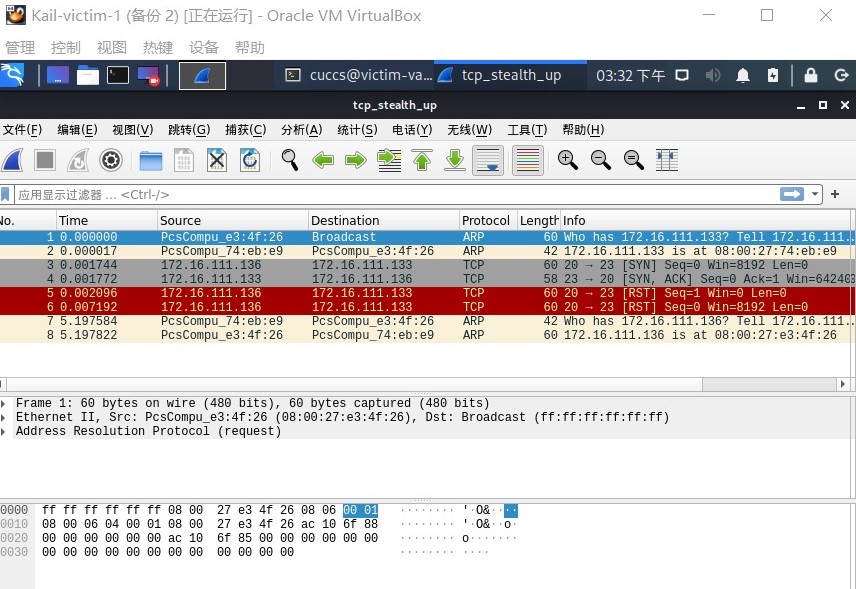 Kail-victim-1 (备份 2) [正在运行] - Oracle VM VirtualBox
管理 控制 视图 热键 设备 帮助
cuccs@victim-va... tcp_stealth_up 03:32 下午
tcp_stealth_up
文件(F) 编辑(E) 视图(V) 跳转(G) 捕获(C) 分析(A) 统计(S) 电话(Y) 无线(W) 工具(T) 帮助(H)
应用显示过滤器 … <Ctrl-/>
No. Time Source Destination Protocol Length Info
1 0.000000 PcsCompu_e3:4f:26 Broadcast ARP 60 Who has 172.16.111.133? Tell 172.16.111...
2 0.000017 PcsCompu_74:eb:e9 PcsCompu_e3:4f:26 ARP 42 172.16.111.133 is at 08:00:27:74:eb:e9
3 0.001744 172.16.111.136 172.16.111.133 TCP 60 20 → 23 [SYN] Seq=0 Win=8192 Len=0
4 0.001772 172.16.111.133 172.16.111.136 TCP 58 23 → 20 [SYN, ACK] Seq=0 Ack=1 Win=64240
5 0.002096 172.16.111.136 172.16.111.133 TCP 60 20 → 23 [RST] Seq=1 Win=0 Len=0
6 0.007192 172.16.111.136 172.16.111.133 TCP 60 20 → 23 [RST] Seq=0 Win=8192 Len=0
7 5.197584 PcsCompu_74:eb:e9 PcsCompu_e3:4f:26 ARP 42 Who has 172.16.111.136? Tell 172.16.111...
8 5.197822 PcsCompu_e3:4f:26 PcsCompu_74:eb:e9 ARP 60 172.16.111.136 is at 08:00:27:e3:4f:26
Frame 1: 60 bytes on wire (480 bits), 60 bytes captured (480 bits)
Ethernet II, Src: PcsCompu_e3:4f:26 (08:00:27:e3:4f:26), Dst: Broadcast (ff:ff:ff:ff:ff:ff)
Address Resolution Protocol (request)
0000 ff ff ff ff ff ff 08 00 27 e3 4f 26 08 06 00 01 ········ '·O&····
0010 08 00 06 04 00 01 08 00 27 e3 4f 26 ac 10 6f 88 ········ '·O&··o·
0020 00 00 00 00 00 00 ac 10 6f 85 00 00 00 00 00 00 ········ o·······
0030 00 00 00 00 00 00 00 00 00 00 00 00 ········ ····